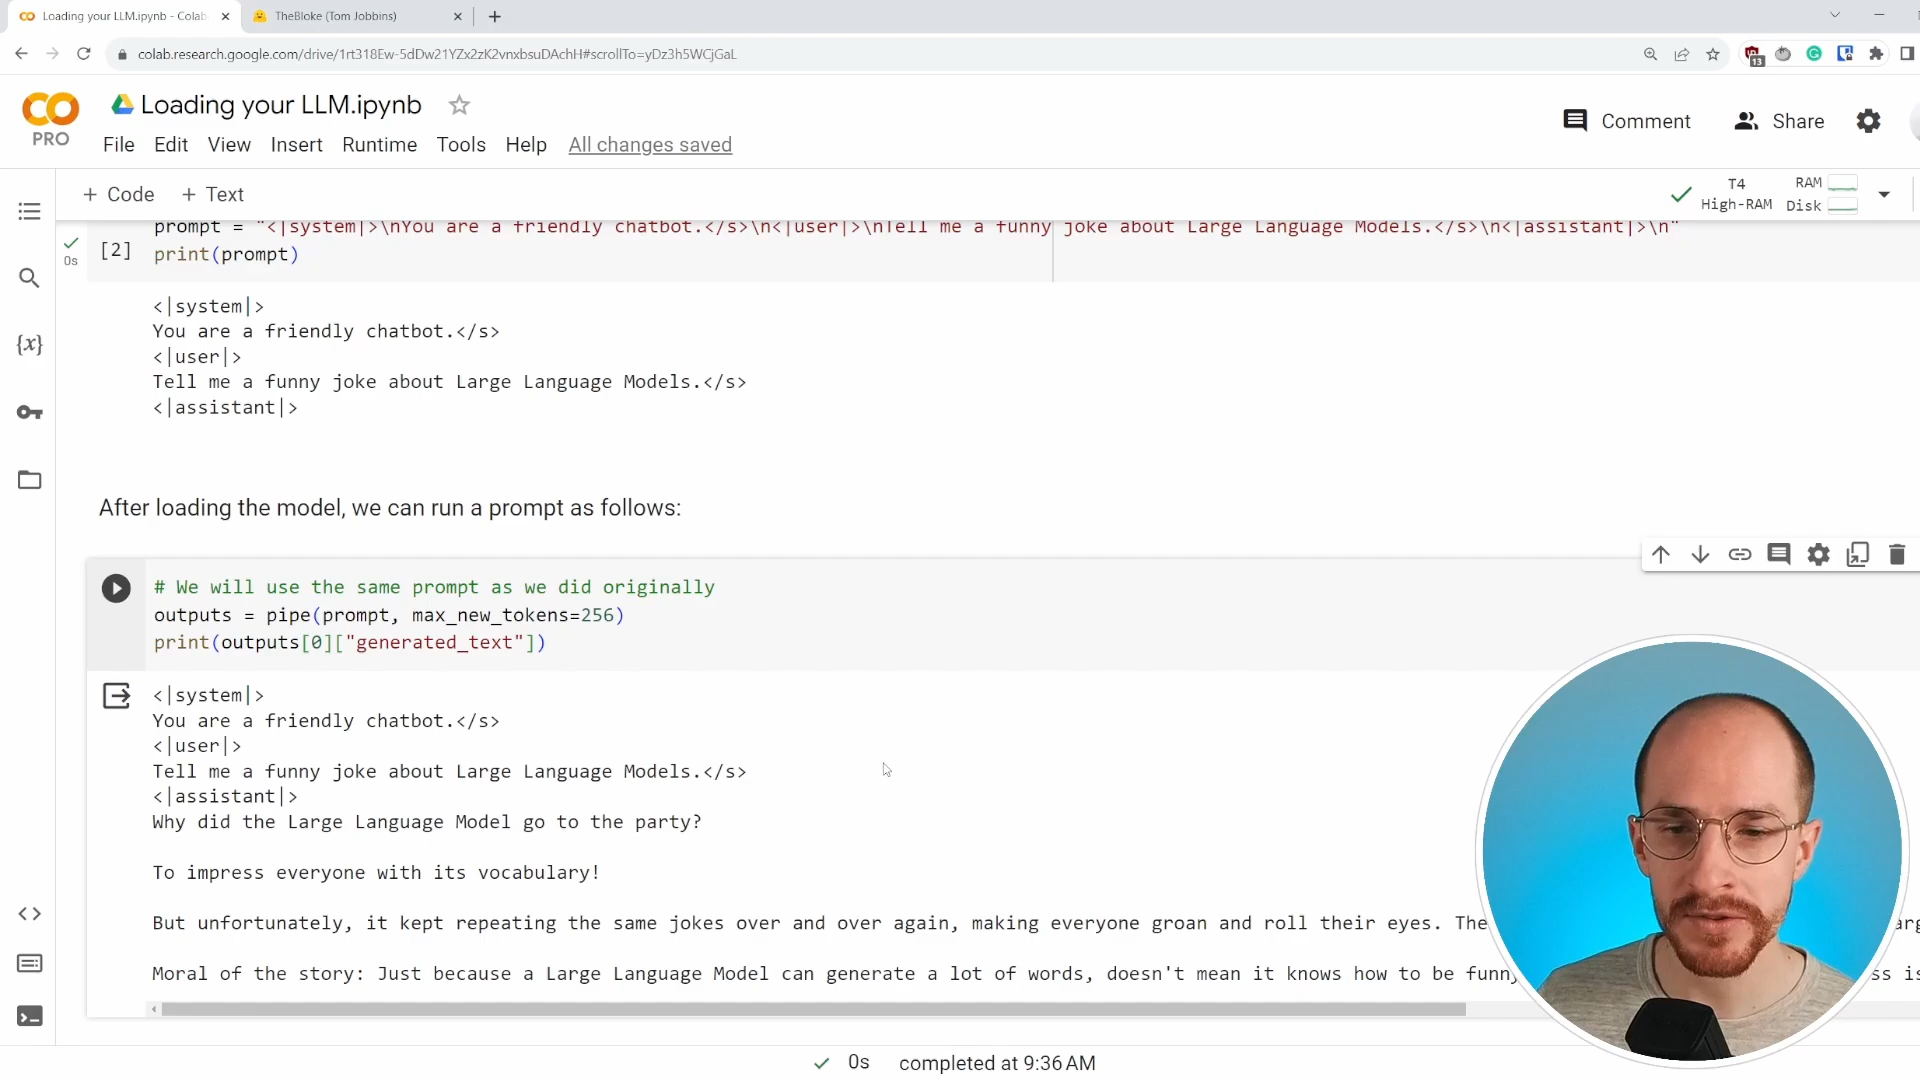 Loading your LLM.ipynb - Colab
TheBloke (Tom Jobbins)
colab.research.google.com/drive/1rt318Ew-5dDw21YZx2zK2vnxbsuDAchH#scrollTo=yDz3h5WCjGaL
13
PRO
Loading your LLM.ipynb
Comment
Share
File Edit View Insert Runtime Tools Help All changes saved
+ Code + Text
T4
High-RAM
RAM
Disk
[2]
0s
prompt = "<|system|>\nYou are a friendly chatbot.</s>\n<|user|>\nTell me a funny joke about Large Language Models.</s>\n<|assistant|>\n"
print(prompt)
<|system|>
You are a friendly chatbot.</s>
<|user|>
Tell me a funny joke about Large Language Models.</s>
<|assistant|>
{x}
After loading the model, we can run a prompt as follows:
# We will use the same prompt as we did originally
outputs = pipe(prompt, max_new_tokens=256)
print(outputs[0]["generated_text"])
<|system|>
You are a friendly chatbot.</s>
<|user|>
Tell me a funny joke about Large Language Models.</s>
<|assistant|>
Why did the Large Language Model go to the party?
To impress everyone with its vocabulary!
But unfortunately, it kept repeating the same jokes over and over again, making everyone groan and roll their eyes. The
Moral of the story: Just because a Large Language Model can generate a lot of words, doesn't mean it knows how to be funny
0s completed at 9:36 AM